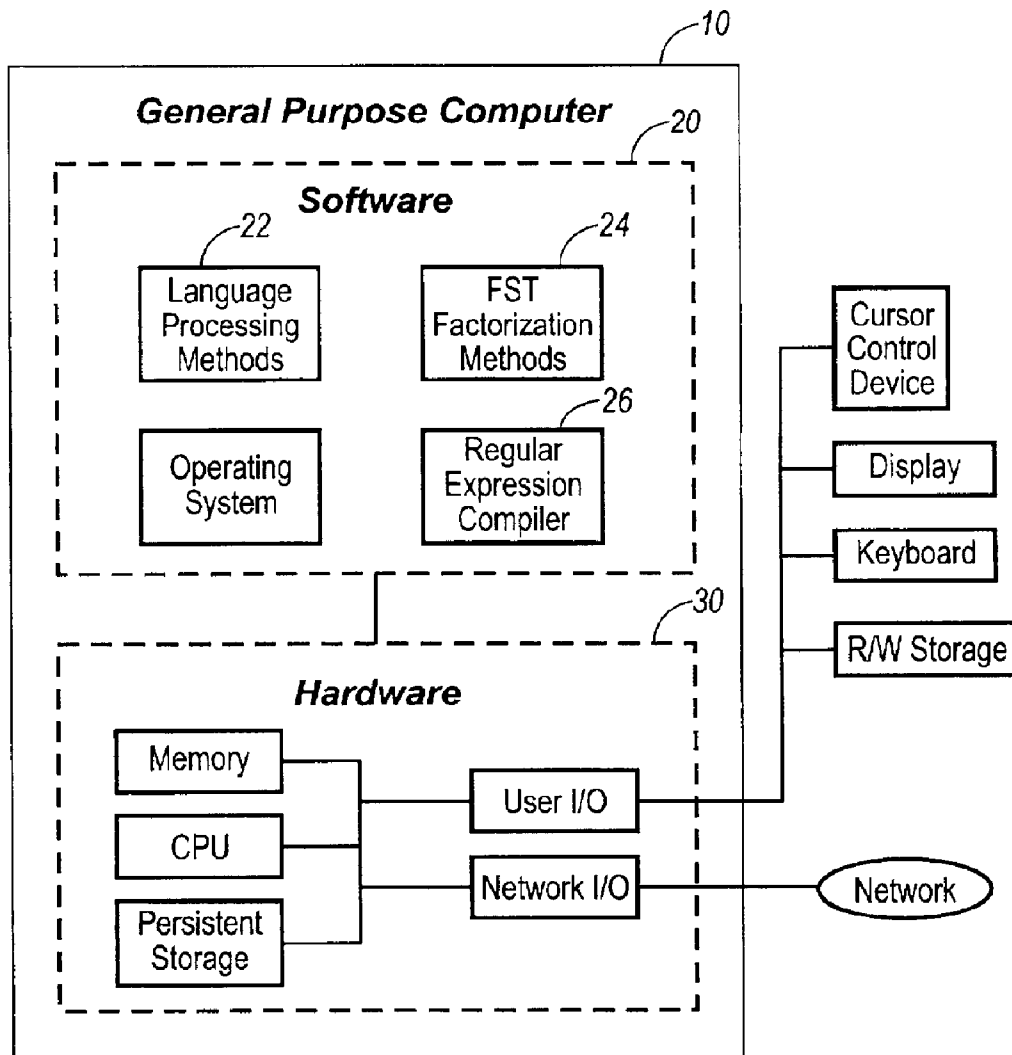 10
General Purpose Computer
20
Software
22
24
Language
Processing
Methods
FST
Factorization
Methods
26
Operating
System
Regular
Expression
Compiler
30
Hardware
Memory
CPU
Persistent
Storage
User I/O
Network I/O
Cursor
Control
Device
Display
Keyboard
R/W Storage
Network